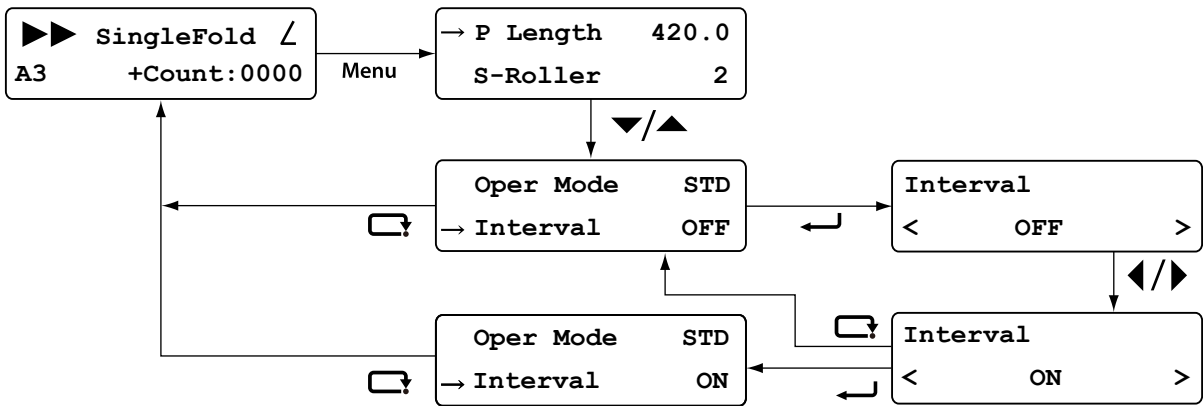 ▶▶ SingleFold ∠
A3 +Count:0000
Menu
→ P Length 420.0
S-Roller 2
▼/▲
Oper Mode STD
→ Interval OFF
Interval
< OFF >
◀/▶
Oper Mode STD
→ Interval ON
Interval
< ON >